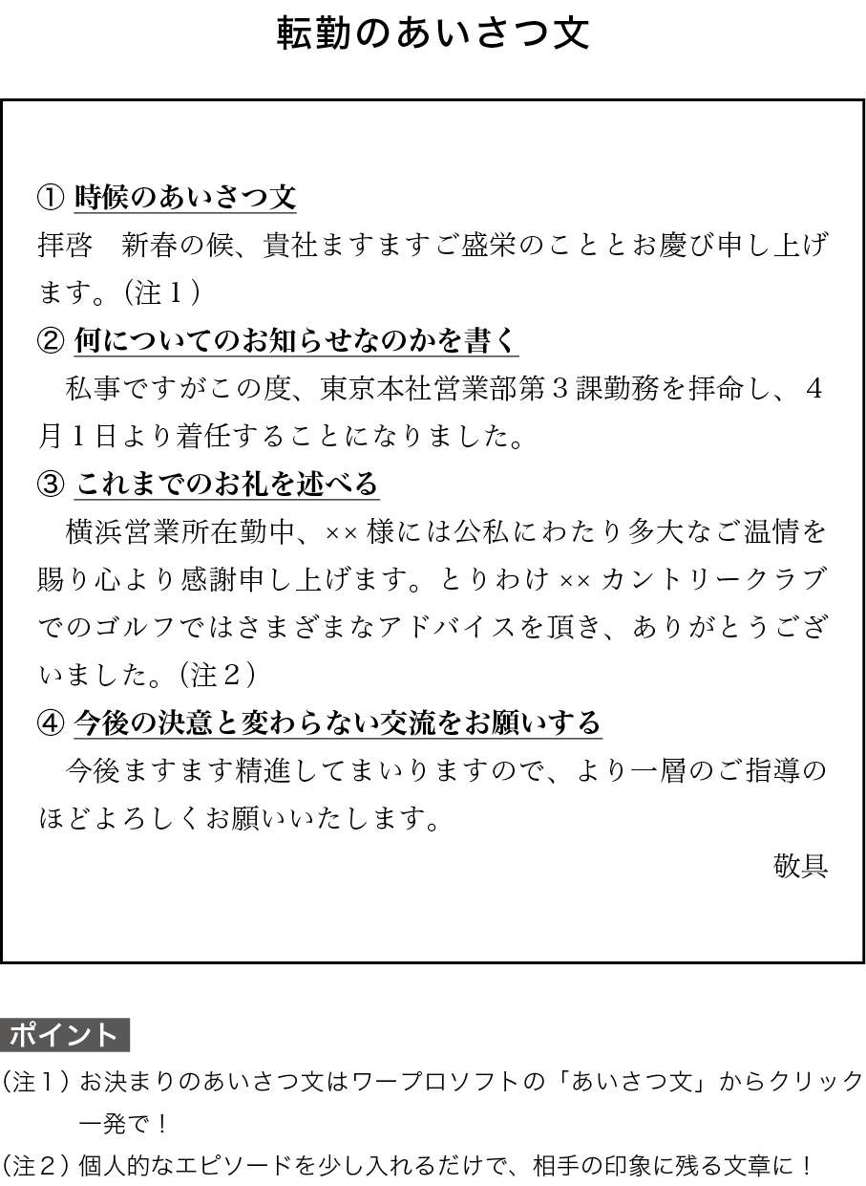 転勤のあいさつ文
① 時候のあいさつ文
拝啓　新春の候、貴社ますますご盛栄のこととお慶び申し上げ
ます。（注１）
② 何についてのお知らせなのかを書く
　私事ですがこの度、東京本社営業部第３課勤務を拝命し、４
月１日より着任することになりました。
③ これまでのお礼を述べる
　横浜営業所在勤中、×× 様には公私にわたり多大なご温情を
賜り心より感謝申し上げます。とりわけ ×× カントリークラブ
でのゴルフではさまざまなアドバイスを頂き、ありがとうござ
いました。（注２）
④ 今後の決意と変わらない交流をお願いする
　今後ますます精進してまいりますので、より一層のご指導の
ほどよろしくお願いいたします。
敬具
ポイント
（注１）お決まりのあいさつ文はワープロソフトの「あいさつ文」からクリック
一発で！
（注２）個人的なエピソードを少し入れるだけで、相手の印象に残る文章に！